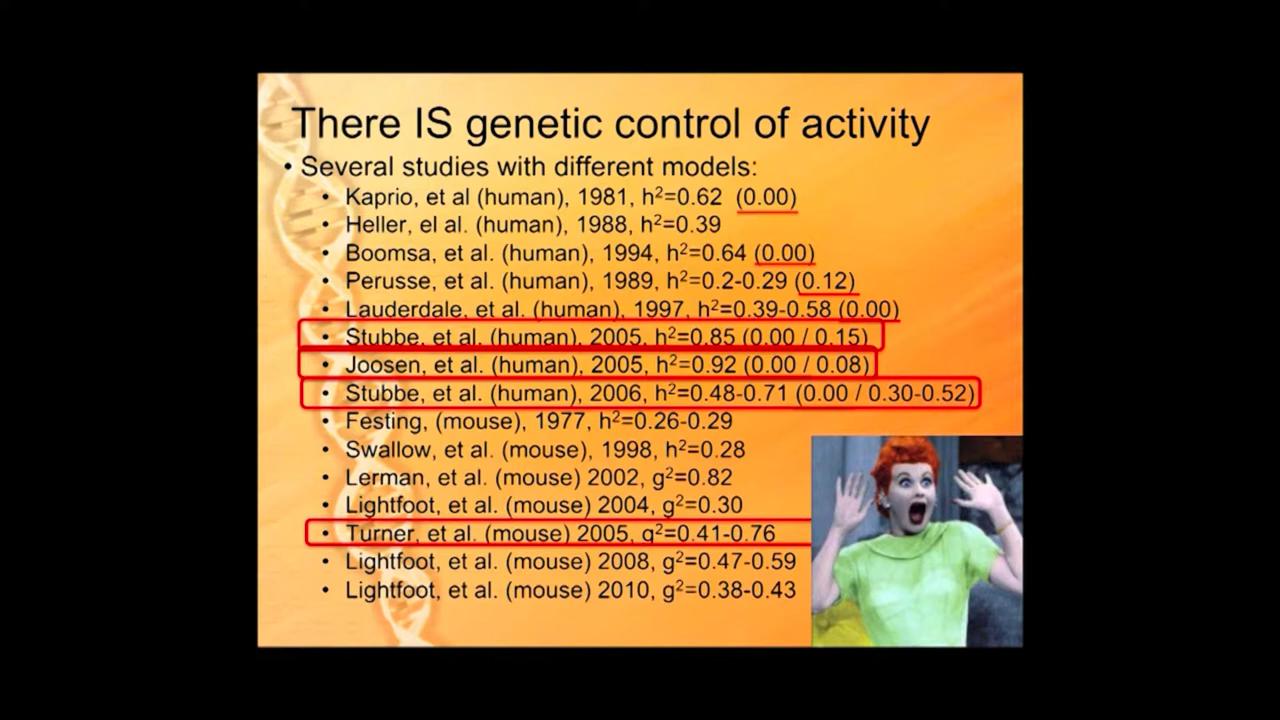 There IS genetic control of activity
• Several studies with different models:
• Kaprio, et al (human), 1981, h²=0.62 (0.00)
• Heller, el al. (human), 1988, h²=0.39
• Boomsa, et al. (human), 1994, h²=0.64 (0.00)
• Perusse, et al. (human), 1989, h²=0.2-0.29 (0.12)
• Lauderdale, et al. (human), 1997, h²=0.39-0.58 (0.00)
• Stubbe, et al. (human), 2005, h²=0.85 (0.00 / 0.15)
• Joosen, et al. (human), 2005, h²=0.92 (0.00 / 0.08)
• Stubbe, et al. (human), 2006, h²=0.48-0.71 (0.00 / 0.30-0.52)
• Festing, (mouse), 1977, h²=0.26-0.29
• Swallow, et al. (mouse), 1998, h²=0.28
• Lerman, et al. (mouse) 2002, g²=0.82
• Lightfoot, et al. (mouse) 2004, g²=0.30
• Turner, et al. (mouse) 2005, g²=0.41-0.76
• Lightfoot, et al. (mouse) 2008, g²=0.47-0.59
• Lightfoot, et al. (mouse) 2010, g²=0.38-0.43